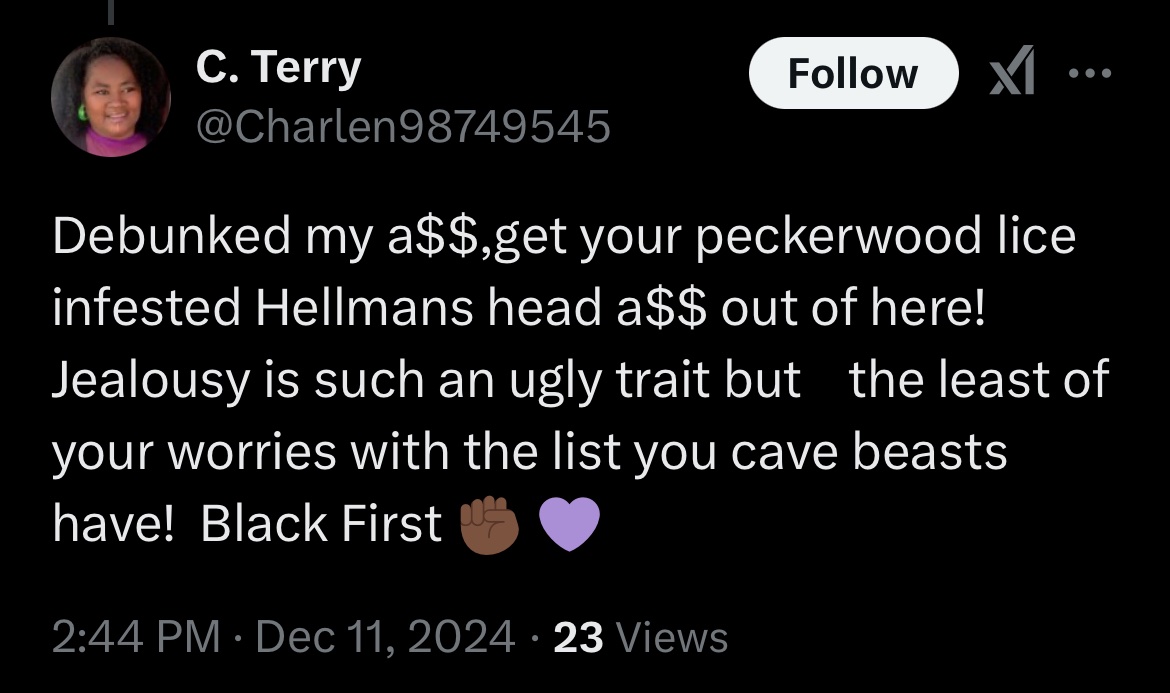 C. Terry
Follow
@Charlen98749545
Debunked my a$$,get your peckerwood lice
infested Hellmans head a$$ out of here!
Jealousy is such an ugly trait but    the least of
your worries with the list you cave beasts
have!  Black First ✊🏾 💜
2:44 PM · Dec 11, 2024 · 23 Views